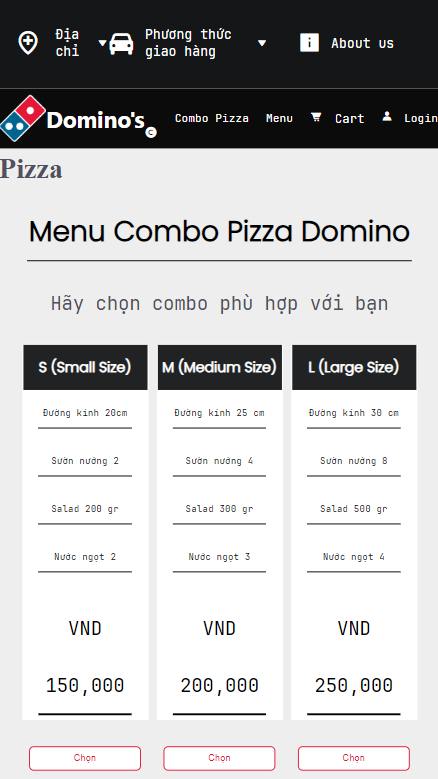 Địa chỉ
Phương thức giao hàng
About us
Domino's
C
Combo Pizza
Menu
Cart
Login
Pizza
Menu Combo Pizza Domino
Hãy chọn combo phù hợp với bạn
S (Small Size)
Đường kính 20cm
Sườn nướng 2
Salad 200 gr
Nước ngọt 2
VND
150,000
Chọn
M (Medium Size)
Đường kính 25 cm
Sườn nướng 4
Salad 300 gr
Nước ngọt 3
VND
200,000
Chọn
L (Large Size)
Đường kính 30 cm
Sườn nướng 8
Salad 500 gr
Nước ngọt 4
VND
250,000
Chọn